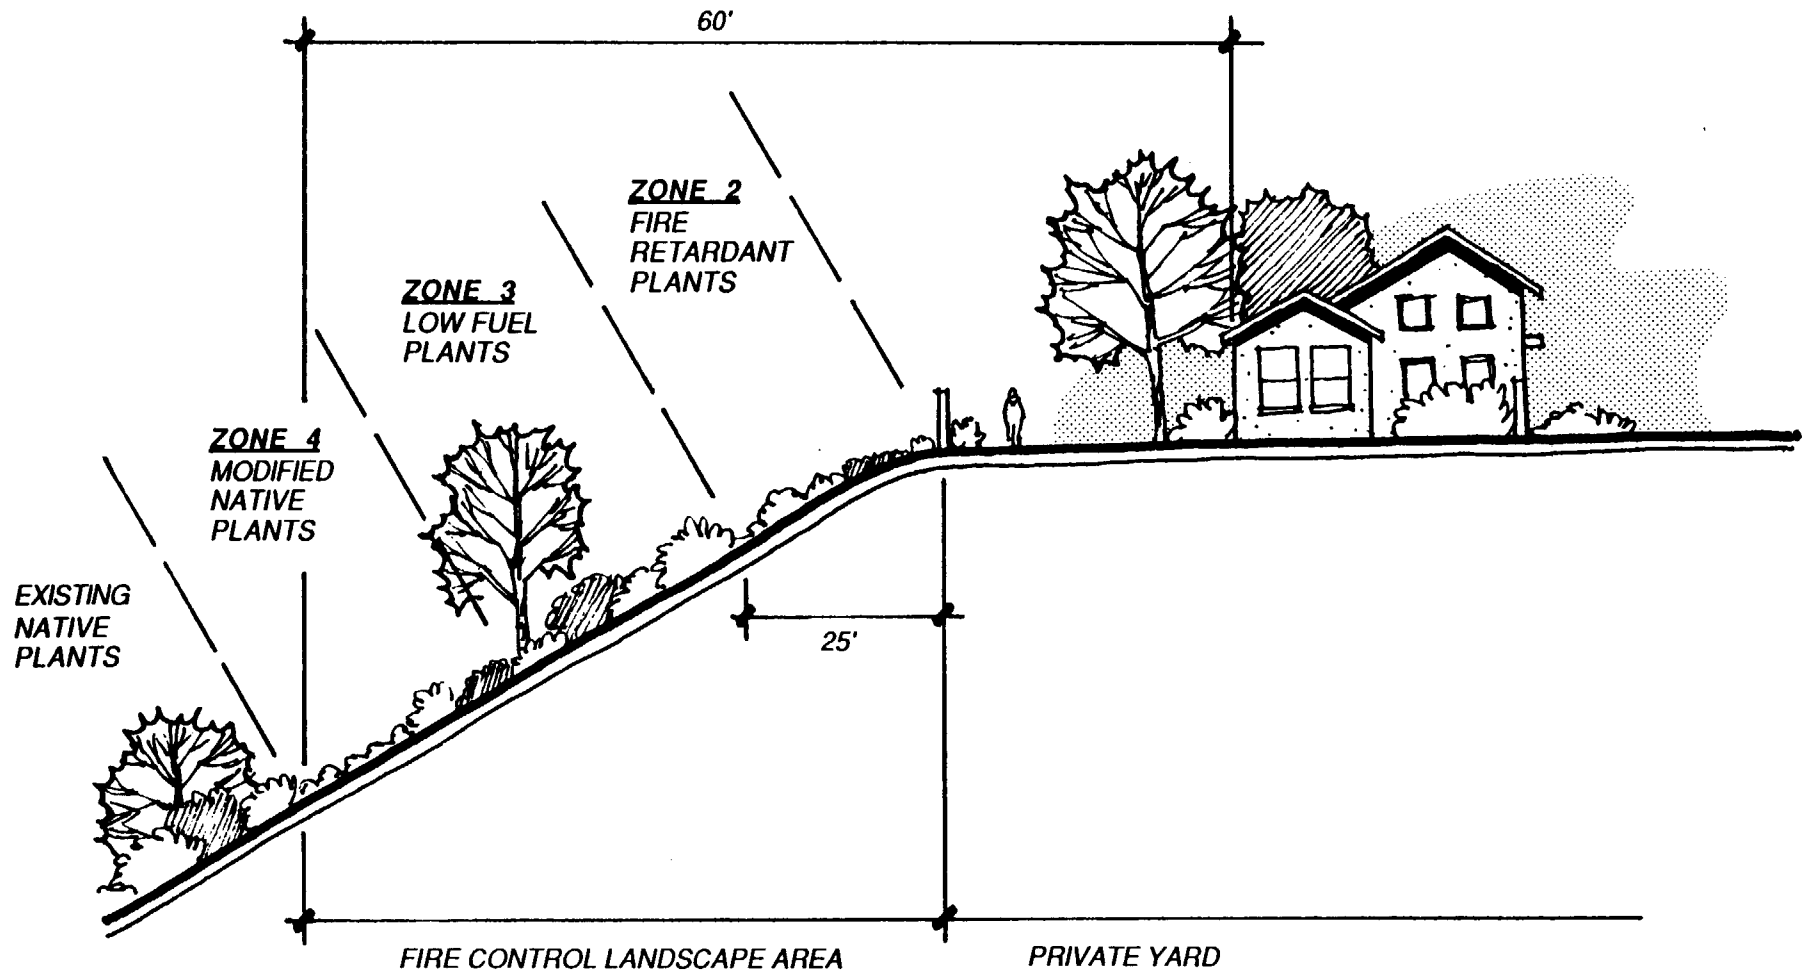 60'
ZONE 2
FIRE
RETARDANT
PLANTS
ZONE 3
LOW FUEL
PLANTS
ZONE 4
MODIFIED
NATIVE
PLANTS
EXISTING
NATIVE
PLANTS
25'
FIRE CONTROL LANDSCAPE AREA
PRIVATE YARD